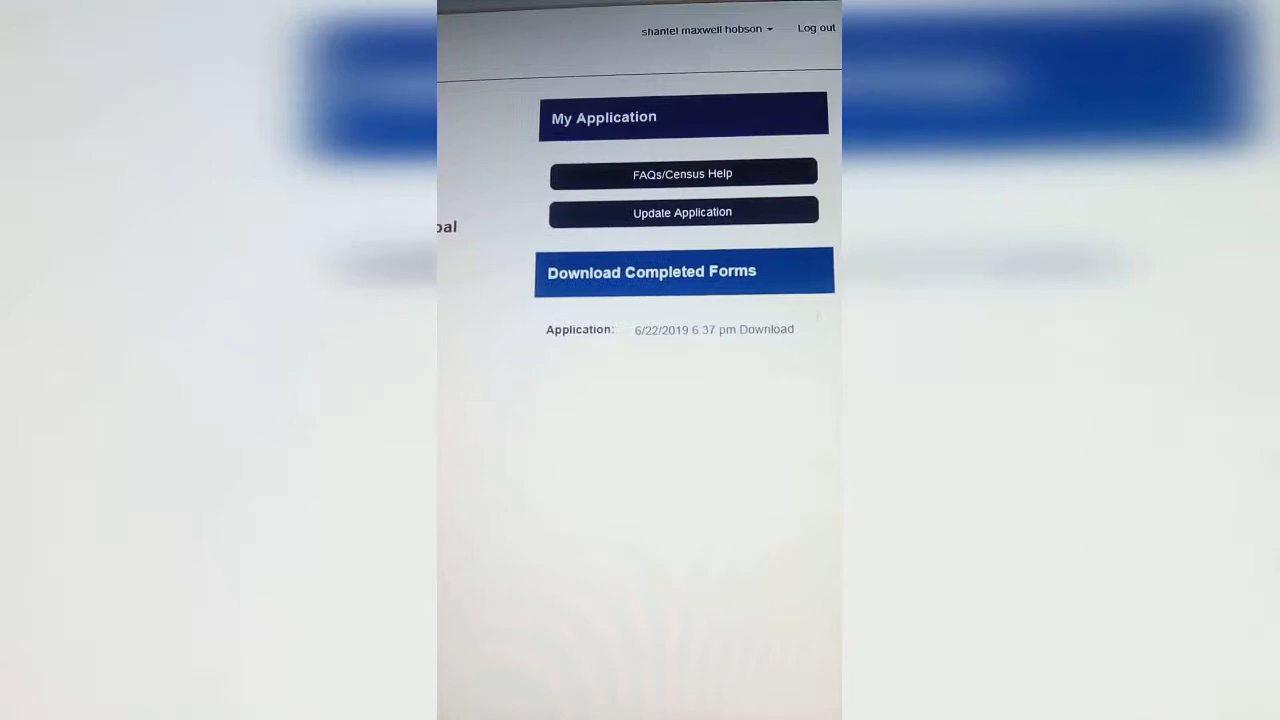 shantel maxwell hobson Log out
My Application
FAQs/Census Help
Update Application
Download Completed Forms
Application: 6/22/2019 6:37 pm Download